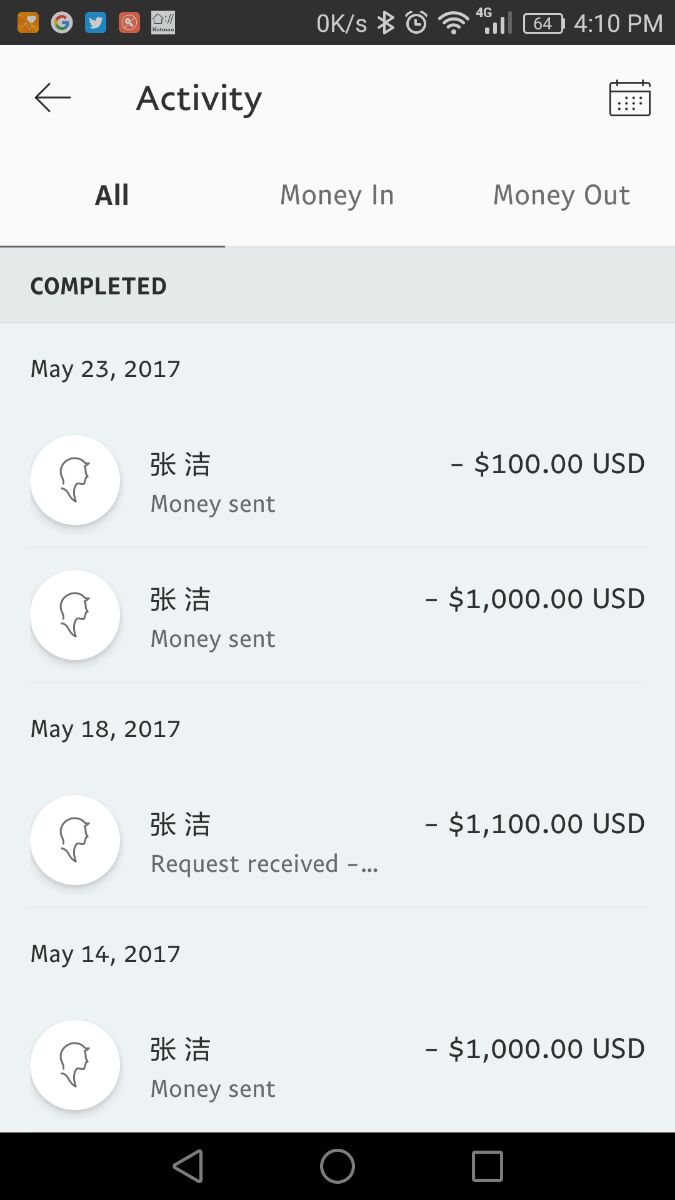 0K/s 4G 64 4:10 PM
Activity
All Money In Money Out
COMPLETED
May 23, 2017
张 洁 – $100.00 USD
Money sent
张 洁 – $1,000.00 USD
Money sent
May 18, 2017
张 洁 – $1,100.00 USD
Request received –...
May 14, 2017
张 洁 – $1,000.00 USD
Money sent